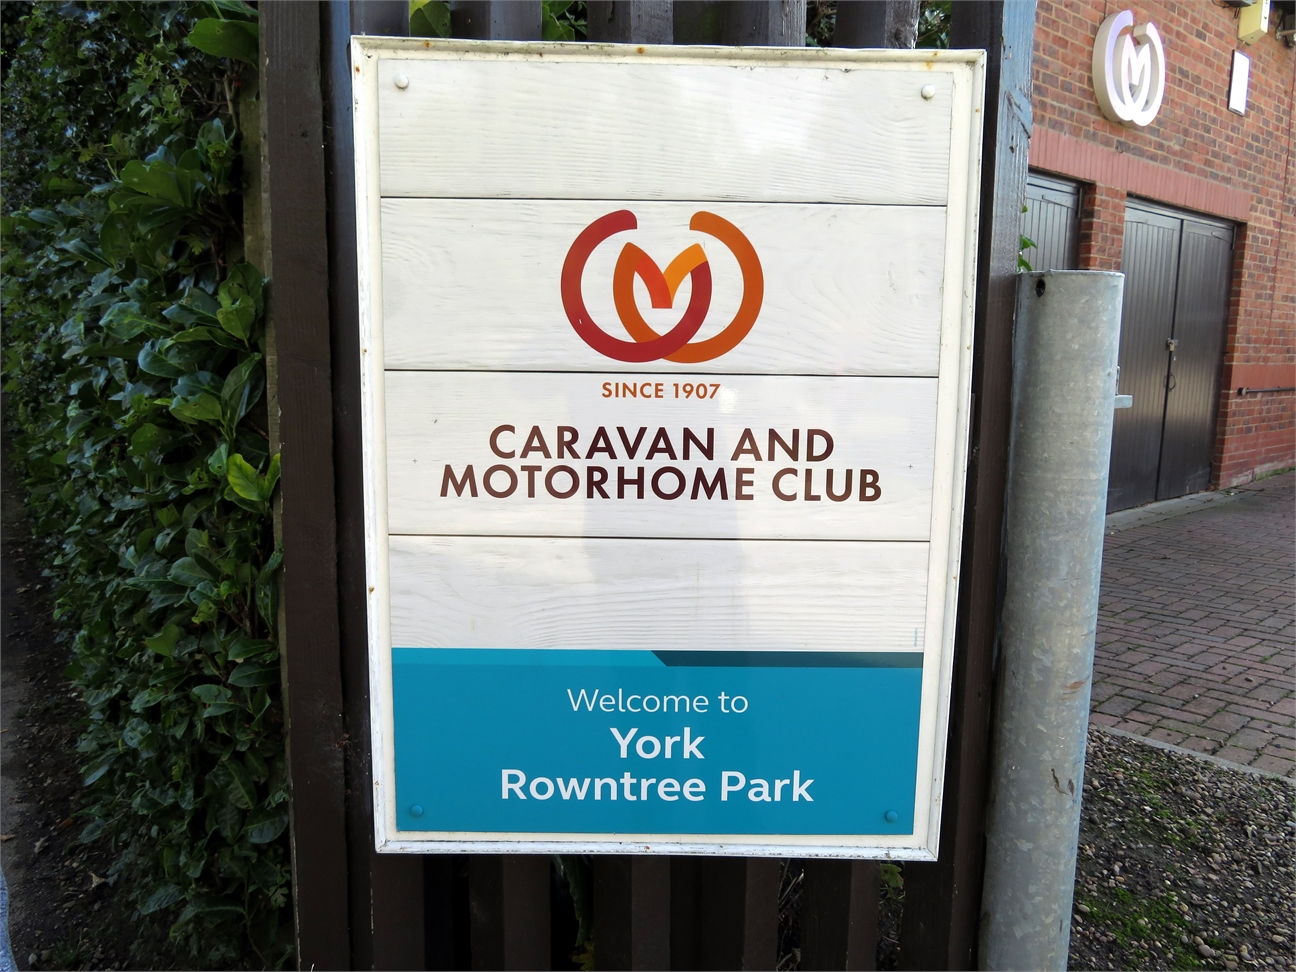 SINCE 1907
CARAVAN AND
MOTORHOME CLUB
Welcome to
York
Rowntree Park